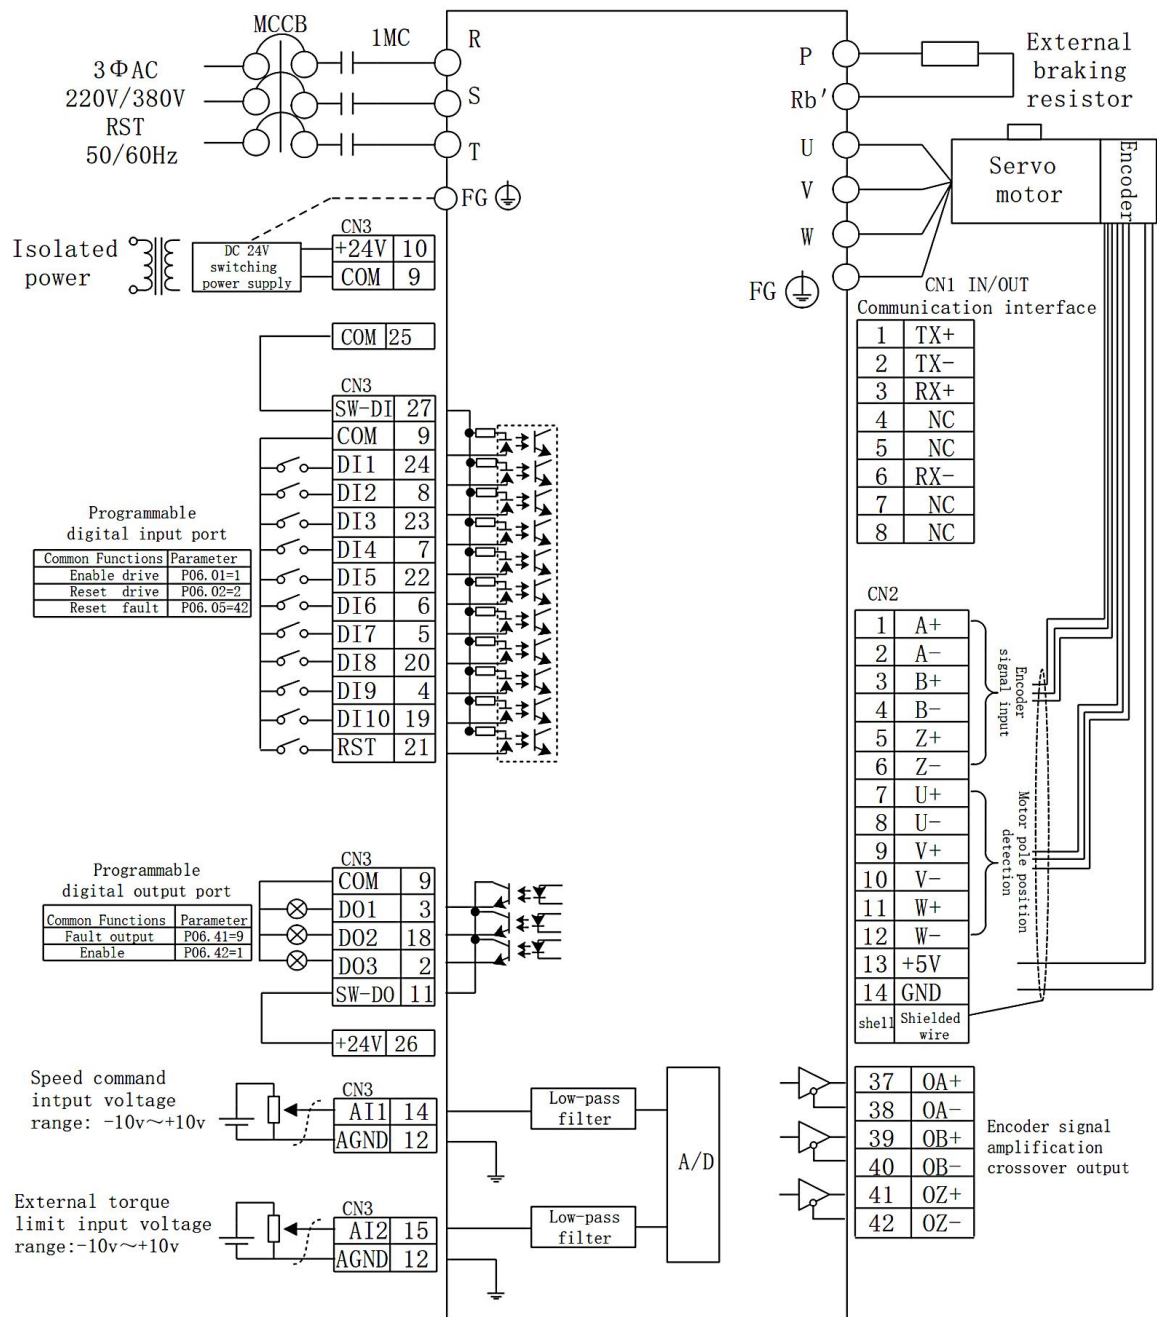 MCCB
1MC
R
3ΦAC
220V/380V
RST
50/60Hz
S
T
FG
Isolated
power
DC 24V
switching
power supply
CN3
+24V 10
COM 9
COM 25
CN3
SW-DI 27
COM 9
DI1 24
DI2 8
DI3 23
DI4 7
DI5 22
DI6 6
DI7 5
DI8 20
DI9 4
DI10 19
RST 21
Programmable
digital input port
Common Functions Parameter
Enable drive P06.01=1
Reset drive P06.02=2
Reset fault P06.05=42
Programmable
digital output port
Common Functions Parameter
Fault output P06.41=9
Enable P06.42=1
CN3
COM 9
DO1 3
DO2 18
DO3 2
SW-DO 11
+24V 26
Speed command
intput voltage
range: -10v～+10v
CN3
AI1 14
AGND 12
Low-pass
filter
External torque
limit input voltage
range:-10v～+10v
CN3
AI2 15
AGND 12
Low-pass
filter
A/D
P
Rb'
External
braking
resistor
U
V
W
FG
Servo
motor
Encoder
CN1 IN/OUT
Communication interface
1 TX+
2 TX-
3 RX+
4 NC
5 NC
6 RX-
7 NC
8 NC
CN2
1 A+
2 A-
3 B+
4 B-
5 Z+
6 Z-
7 U+
8 U-
9 V+
10 V-
11 W+
12 W-
13 +5V
14 GND
shell Shielded
wire
Encoder
signal input
Motor pole position
detection
37 OA+
38 OA-
39 OB+
40 OB-
41 OZ+
42 OZ-
Encoder signal
amplification
crossover output